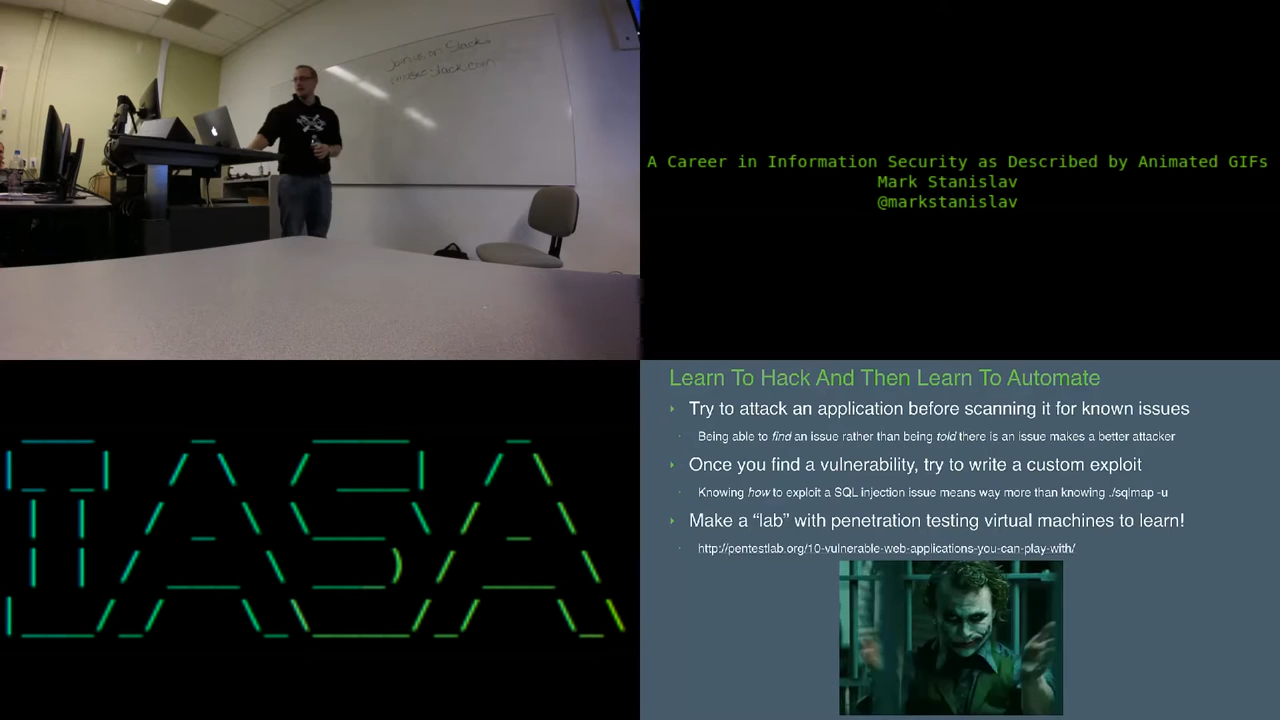 Join us on Slack:
A Career in Information Security as Described by Animated GIFs
Mark Stanislav
@markstanislav
IASA
Learn To Hack And Then Learn To Automate
Try to attack an application before scanning it for known issues
Being able to find an issue rather than being told there is an issue makes a better attacker
Once you find a vulnerability, try to write a custom exploit
Knowing how to exploit a SQL injection issue means way more than knowing ./sqlmap -u
Make a “lab” with penetration testing virtual machines to learn!
http://pentestlab.org/10-vulnerable-web-applications-you-can-play-with/